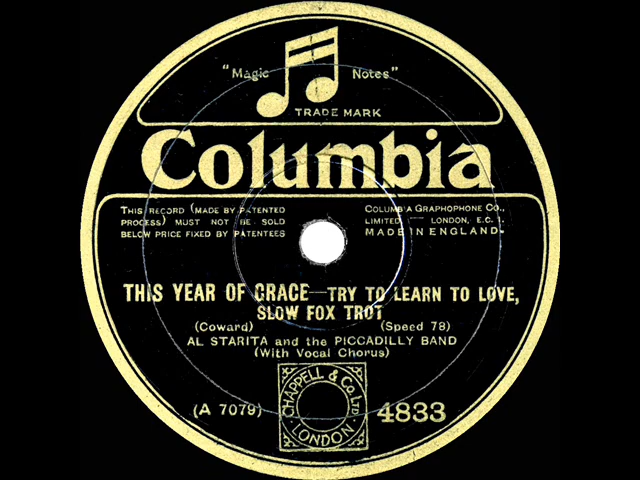 "Magic Notes"
TRADE MARK
Columbia
THIS RECORD (MADE BY PATENTED
PROCESS) MUST NOT BE SOLD
BELOW PRICE FIXED BY PATENTEES
COLUMBIA GRAPHOPHONE CO.,
LIMITED — LONDON, E.C. 1.
MADE IN ENGLAND.
THIS YEAR OF GRACE—TRY TO LEARN TO LOVE,
SLOW FOX TROT
(Coward) (Speed 78)
AL STARITA and the PICCADILLY BAND
(With Vocal Chorus)
CHAPPELL & CO. LTD.
LONDON
(A 7079) 4833